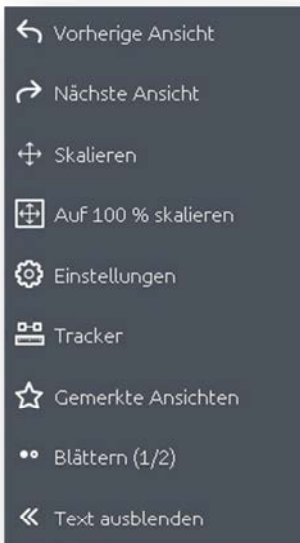 Vorherige Ansicht
Nächste Ansicht
Skalieren
Auf 100 % skalieren
Einstellungen
Tracker
Gemerkte Ansichten
Blättern (1/2)
Text ausblenden